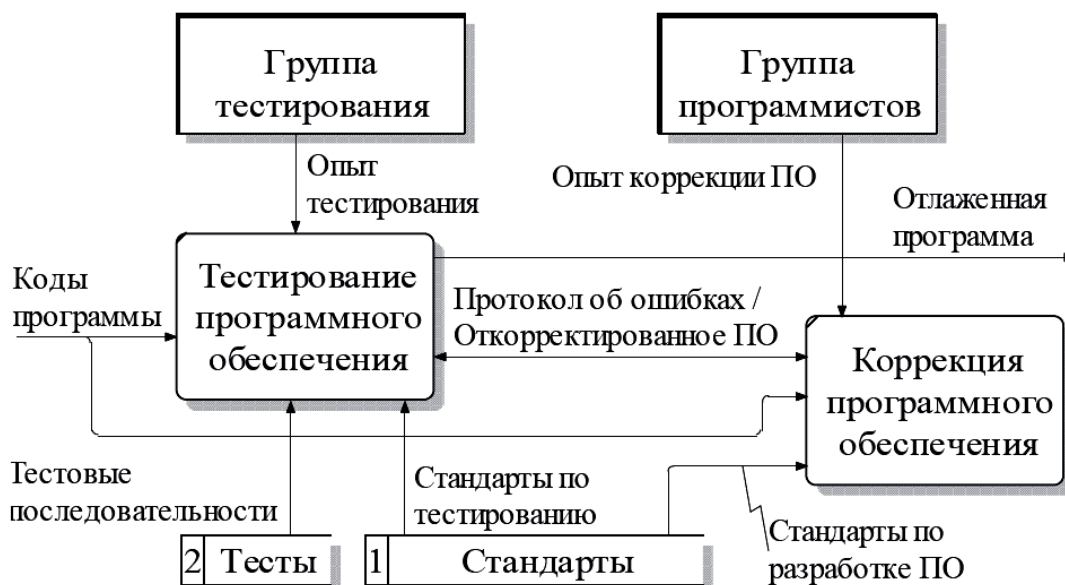 Группа
тестирования
Группа
программистов
Опыт
тестирования
Опыт коррекции ПО
Отлаженная
программа
Коды
программы
Тестирование
программного
обеспечения
Протокол об ошибках /
Откорректированное ПО
Коррекция
программного
обеспечения
Тестовые
последовательности
Стандарты по
тестированию
Стандарты по
разработке ПО
2 Тесты
1 Стандарты